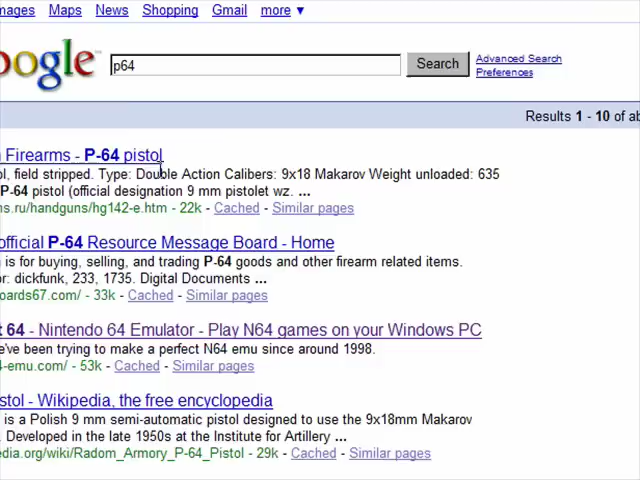 mages Maps News Shopping Gmail more ▼
oogle™ p64 Search Advanced Search
Preferences
Results 1 - 10 of ab
Firearms - P-64 pistol
ol, field stripped. Type: Double Action Calibers: 9x18 Makarov Weight unloaded: 635
P-64 pistol (official designation 9 mm pistolet wz. ...
ns.ru/handguns/hg142-e.htm - 22k - Cached - Similar pages
official P-64 Resource Message Board - Home
is for buying, selling, and trading P-64 goods and other firearm related items.
or: dickfunk, 233, 1735. Digital Documents ...
oards67.com/ - 33k - Cached - Similar pages
t 64 - Nintendo 64 Emulator - Play N64 games on your Windows PC
e've been trying to make a perfect N64 emu since around 1998.
4-emu.com/ - 53k - Cached - Similar pages
stol - Wikipedia, the free encyclopedia
is a Polish 9 mm semi-automatic pistol designed to use the 9x18mm Makarov
. Developed in the late 1950s at the Institute for Artillery ...
edia.org/wiki/Radom_Armory_P-64_Pistol - 29k - Cached - Similar pages